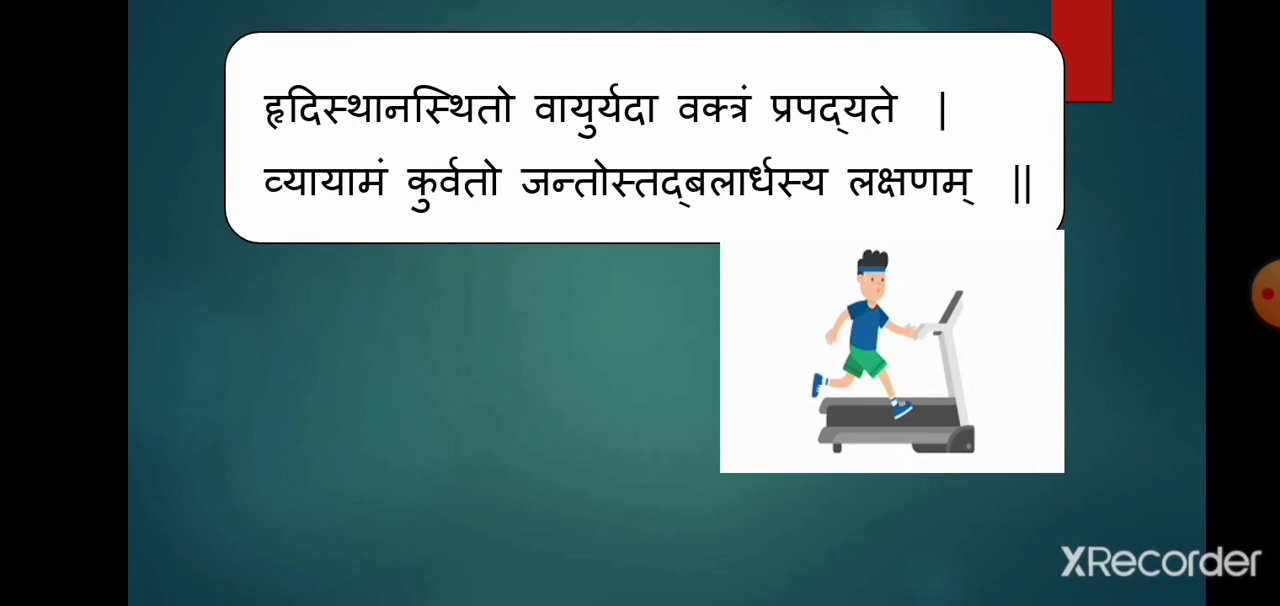 हृदिस्थानस्थितो वायुर्यदा वक्त्रं प्रपद्यते |
व्यायामं कुर्वतो जन्तोस्तद्बलार्धस्य लक्षणम् ||
XRecorder